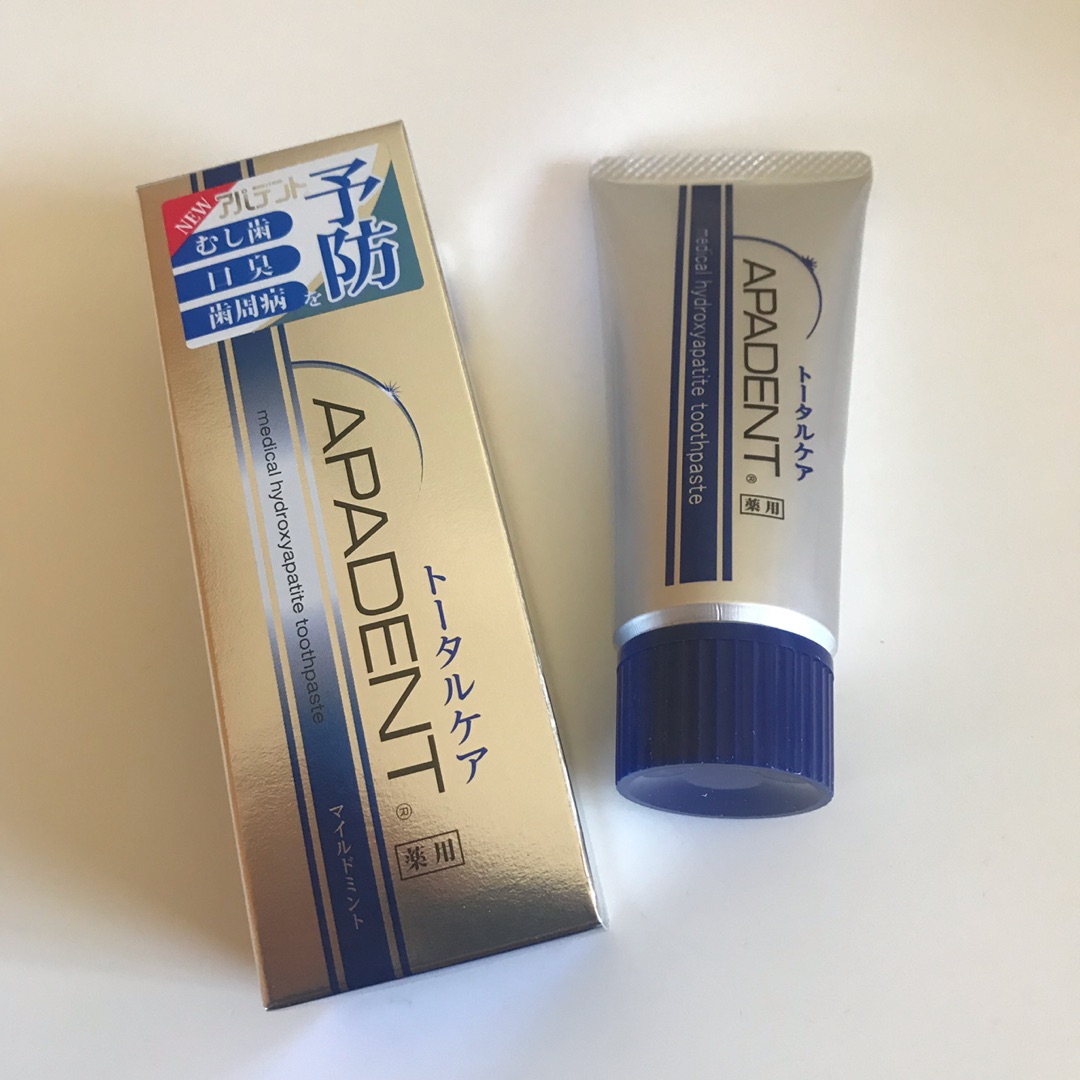 NEW
アパデント
むし歯
口臭
歯周病を
予防
APADENT®
トータルケア
薬用
medical hydroxyapatite toothpaste
マイルドミント
APADENT®
トータルケア
薬用
medical hydroxyapatite toothpaste